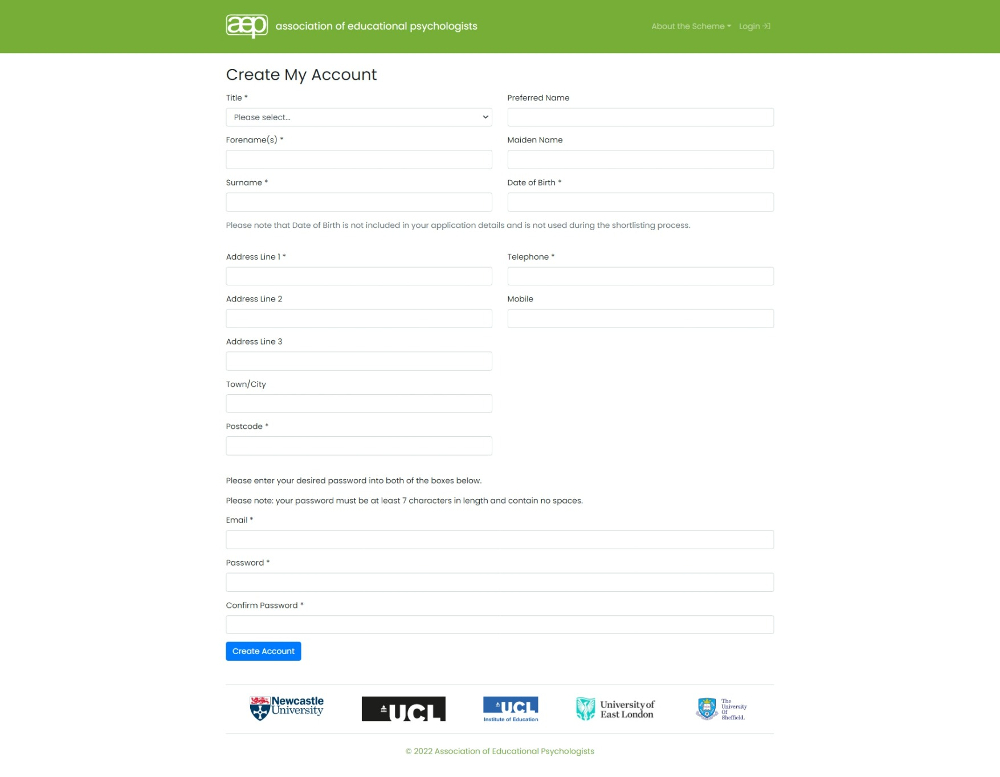 aep association of educational psychologists
About the Scheme
Login
Create My Account
Title *
Preferred Name
Please select...
Forename(s) *
Maiden Name
Surname *
Date of Birth *
Please note that Date of Birth is not included in your application details and is not used during the shortlisting process.
Address Line 1 *
Telephone *
Address Line 2
Mobile
Address Line 3
Town/City
Postcode *
Please enter your desired password into both of the boxes below.
Please note: your password must be at least 7 characters in length and contain no spaces.
Email *
Password *
Confirm Password *
Create Account
Newcastle
University
UCL
UCL
Institute of Education
University of
East London
The
University
Of
Sheffield.
© 2022 Association of Educational Psychologists